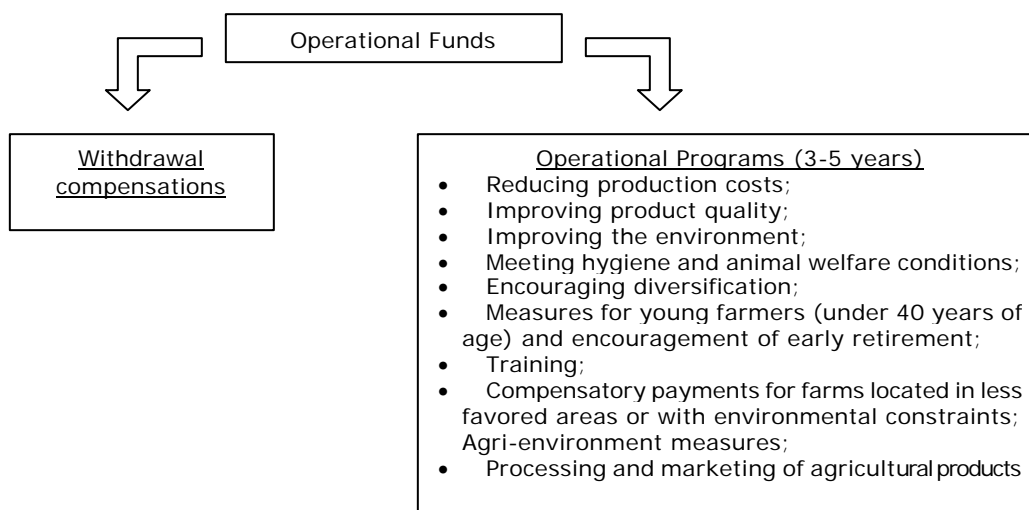 Operational Funds
Withdrawal
compensations
Operational Programs (3-5 years)
• Reducing production costs;
• Improving product quality;
• Improving the environment;
• Meeting hygiene and animal welfare conditions;
• Encouraging diversification;
• Measures for young farmers (under 40 years of
age) and encouragement of early retirement;
• Training;
• Compensatory payments for farms located in less
favored areas or with environmental constraints;
Agri-environment measures;
• Processing and marketing of agricultural products